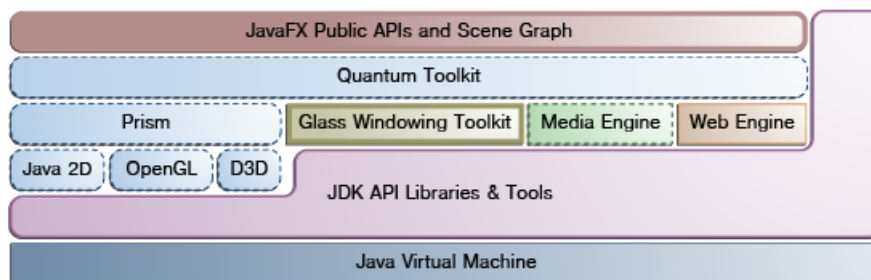 JavaFX Public APIs and Scene Graph
Quantum Toolkit
Prism
Glass Windowing Toolkit
Media Engine
Web Engine
Java 2D
OpenGL
D3D
JDK API Libraries & Tools
Java Virtual Machine